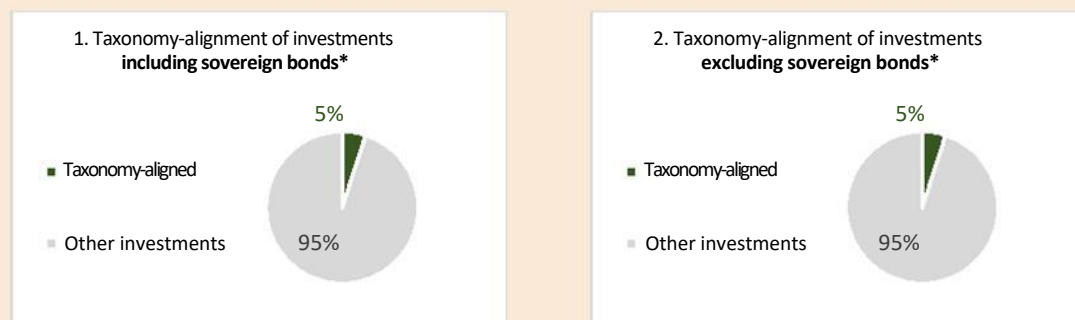 1. Taxonomy-alignment of investments
including sovereign bonds*
5%
Taxonomy-aligned
Other investments
95%
2. Taxonomy-alignment of investments
excluding sovereign bonds*
5%
Taxonomy-aligned
Other investments
95%